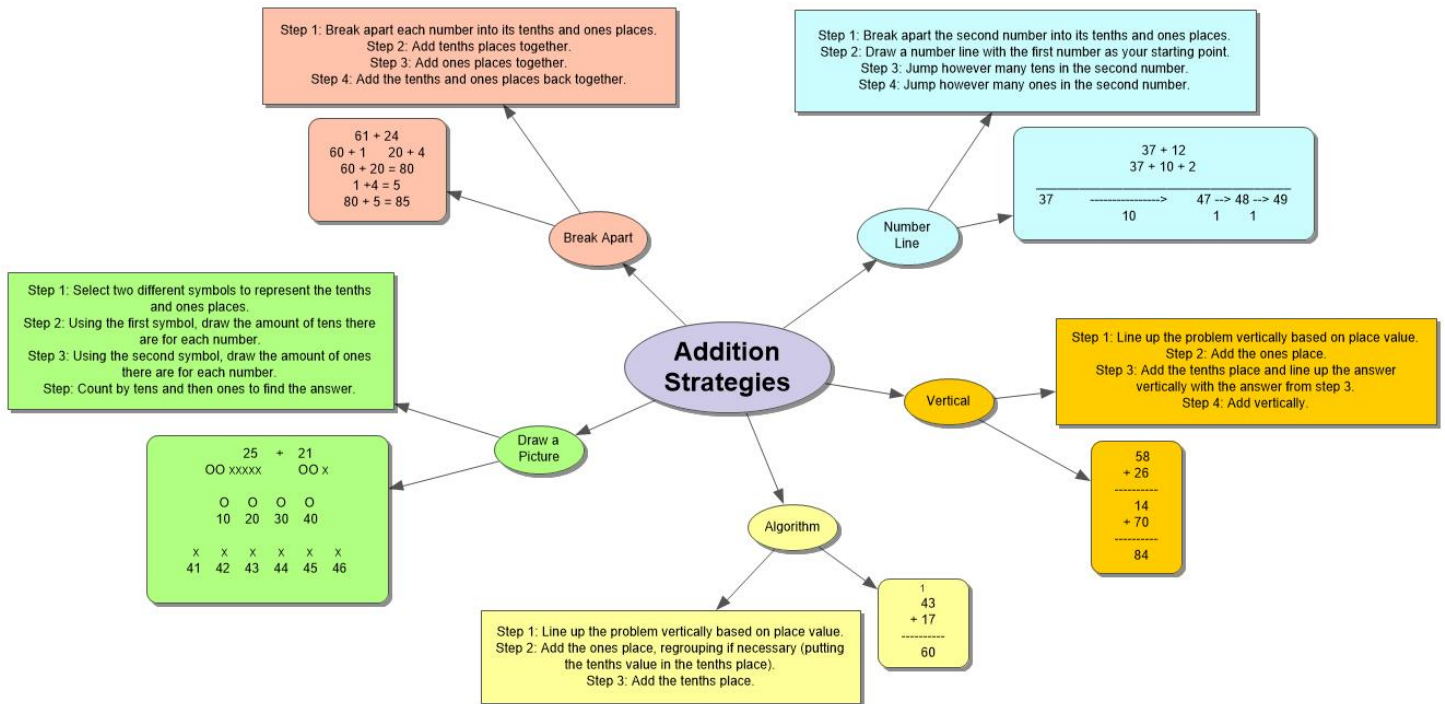 Step 1: Break apart each number into its tenths and ones places.
Step 2: Add tenths places together.
Step 3: Add ones places together.
Step 4: Add the tenths and ones places back together.
61 + 24
60 + 1 20 + 4
60 + 20 = 80
1 +4 = 5
80 + 5 = 85
Break Apart
Step 1: Break apart the second number into its tenths and ones places.
Step 2: Draw a number line with the first number as your starting point.
Step 3: Jump however many tens in the second number.
Step 4: Jump however many ones in the second number.
37 + 12
37 + 10 + 2
37 ----------------> 47 --> 48 --> 49
10 1 1
Number
Line
Addition
Strategies
Step 1: Select two different symbols to represent the tenths
and ones places.
Step 2: Using the first symbol, draw the amount of tens there
are for each number.
Step 3: Using the second symbol, draw the amount of ones
there are for each number.
Step: Count by tens and then ones to find the answer.
Draw a
Picture
25 + 21
OO xxxxx OO x
O O O O
10 20 30 40
x x x x x x
41 42 43 44 45 46
Step 1: Line up the problem vertically based on place value.
Step 2: Add the ones place.
Step 3: Add the tenths place and line up the answer
vertically with the answer from step 3.
Step 4: Add vertically.
Vertical
58
+ 26
----------
14
+ 70
----------
84
Algorithm
1
43
+ 17
----------
60
Step 1: Line up the problem vertically based on place value.
Step 2: Add the ones place, regrouping if necessary (putting
the tenths value in the tenths place).
Step 3: Add the tenths place.